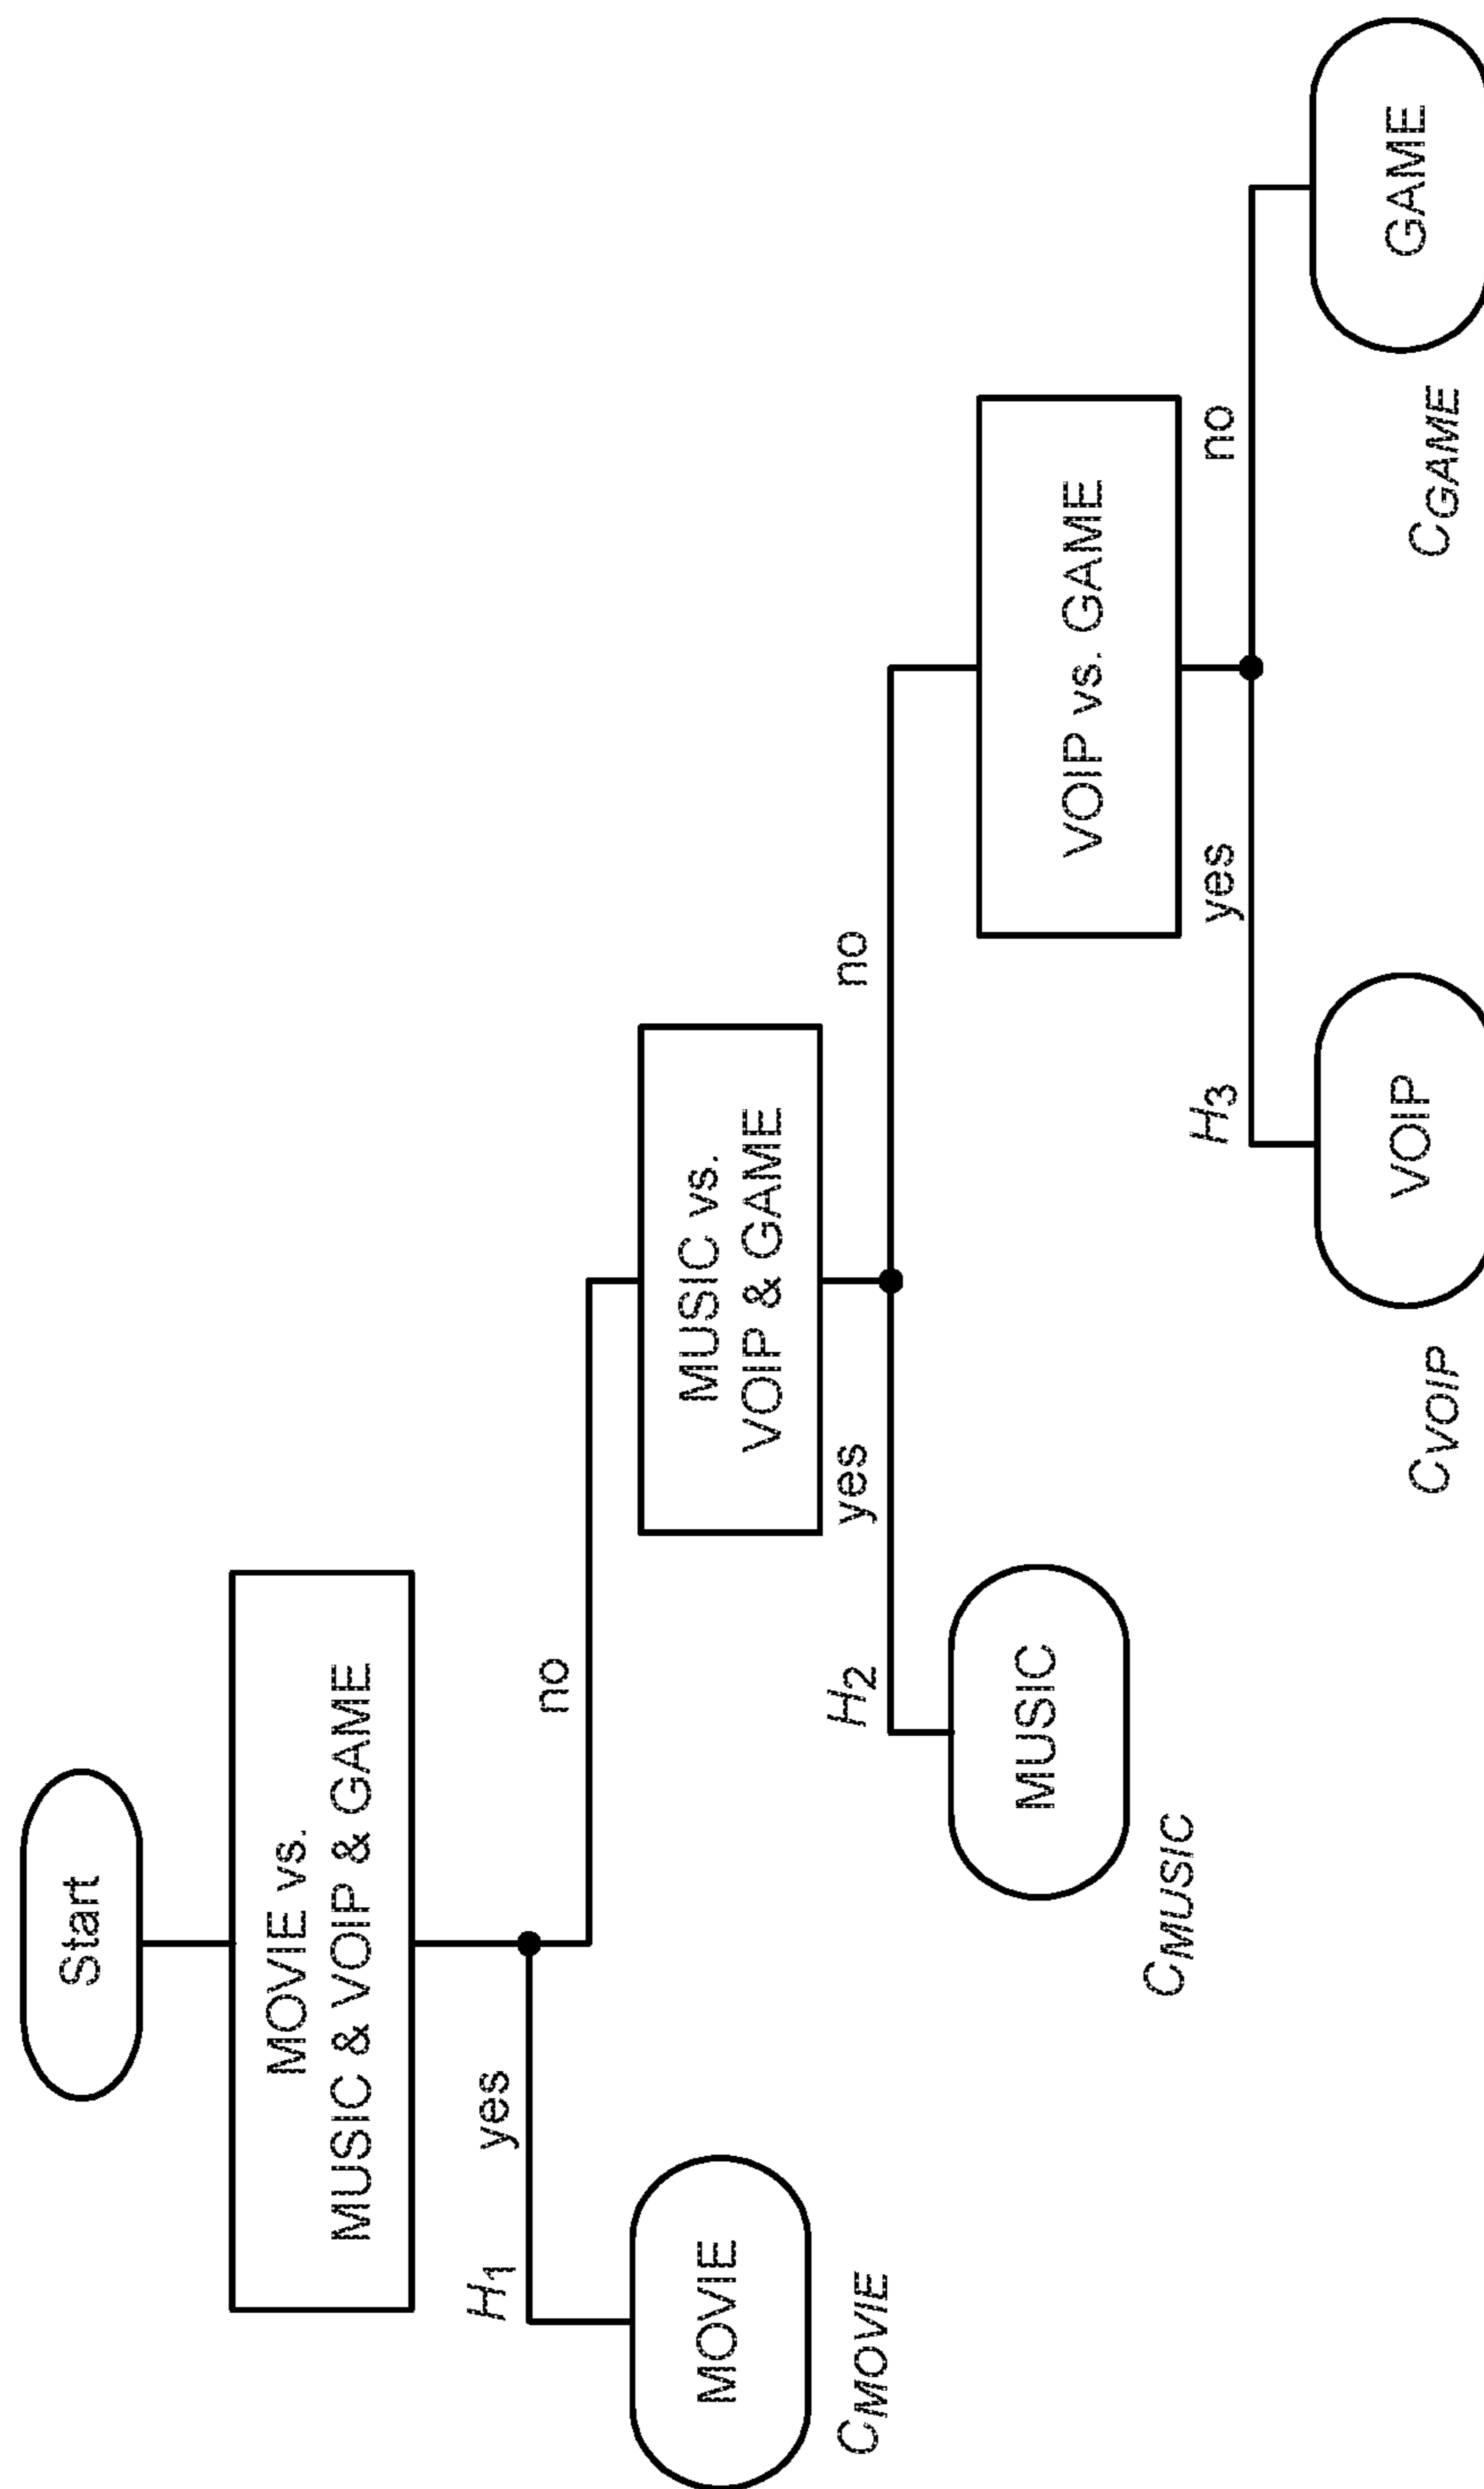 Start
MOVIE vs.
MUSIC & VOIP & GAME
H1
yes
no
MOVIE
CMOVIE
MUSIC vs.
VOIP & GAME
H2
yes
no
MUSIC
CMUSIC
VOIP vs. GAME
H3
yes
no
VOIP
CVOIP
GAME
CGAME